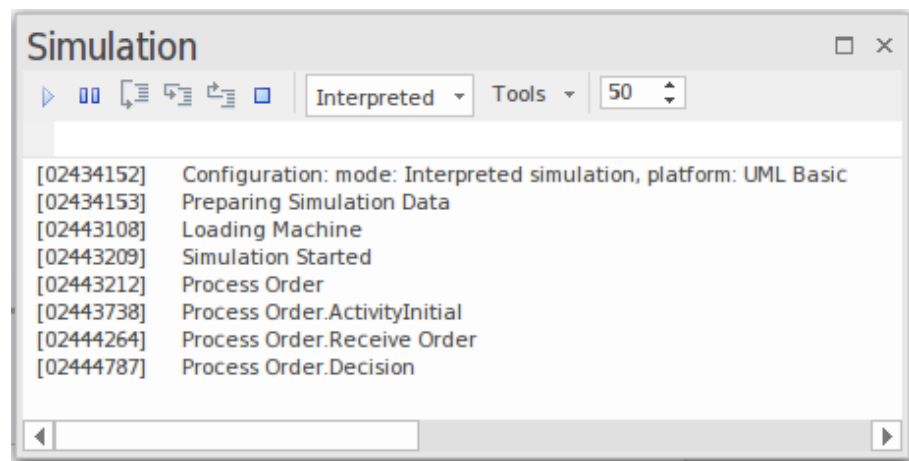 Simulation
Interpreted Tools 50
[02434152] Configuration: mode: Interpreted simulation, platform: UML Basic
[02434153] Preparing Simulation Data
[02443108] Loading Machine
[02443209] Simulation Started
[02443212] Process Order
[02443738] Process Order.ActivityInitial
[02444264] Process Order.Receive Order
[02444787] Process Order.Decision